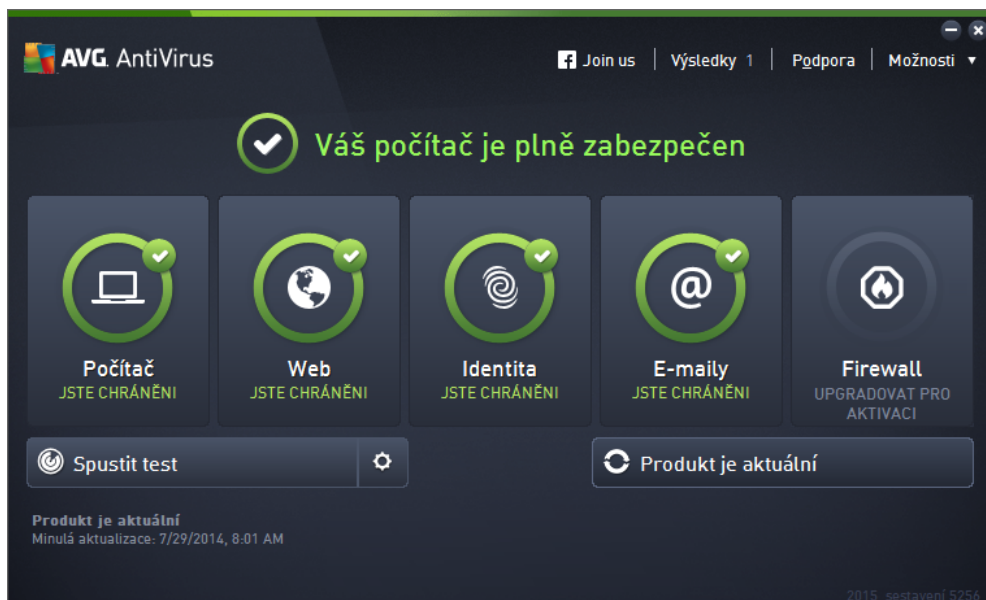 AVG. AntiVirus
Join us | Výsledky 1 | Podpora | Možnosti
Váš počítač je plně zabezpečen
Počítač
JSTE CHRÁNĚNI
Web
JSTE CHRÁNĚNI
Identita
JSTE CHRÁNĚNI
E-maily
JSTE CHRÁNĚNI
Firewall
UPGRADOVAT PRO
AKTIVACI
Spustit test
Produkt je aktuální
Produkt je aktuální
Minulá aktualizace: 7/29/2014, 8:01 AM
2015 sestavení 5256